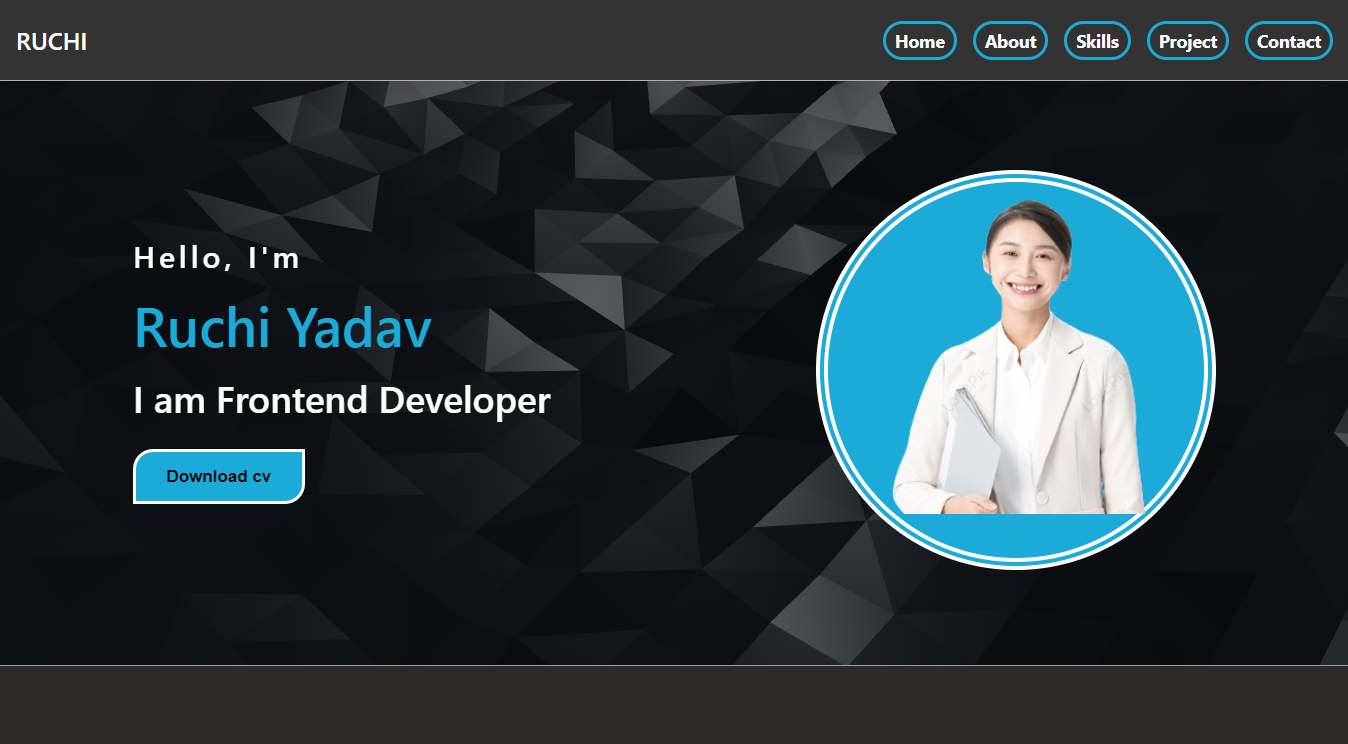 RUCHI
Home
About
Skills
Project
Contact
Hello, I'm
Ruchi Yadav
I am Frontend Developer
Download cv